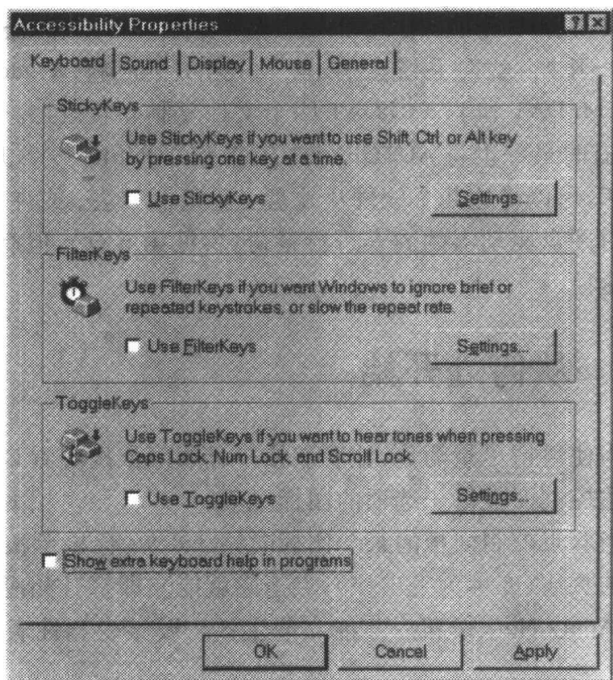 Accessibility Properties
Keyboard Sound Display Mouse General
StickyKeys
Use StickyKeys if you want to use Shift, Ctrl, or Alt key
by pressing one key at a time.
Use StickyKeys
Settings...
FilterKeys
Use FilterKeys if you want Windows to ignore brief or
repeated keystrokes, or slow the repeat rate.
Use FilterKeys
Settings...
ToggleKeys
Use ToggleKeys if you want to hear tones when pressing
Caps Lock, Num Lock, and Scroll Lock.
Use ToggleKeys
Settings...
Show extra keyboard help in programs
OK Cancel Apply